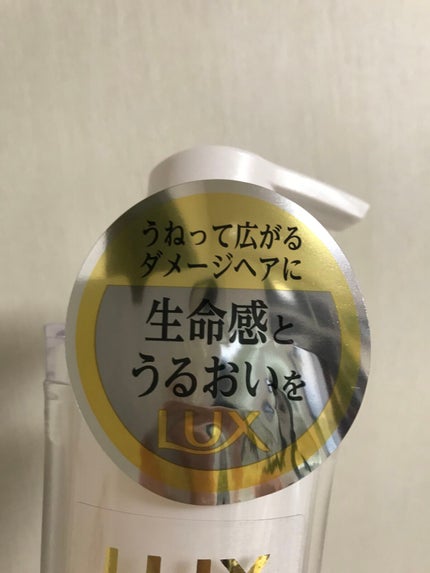 うねって広がる
ダメージヘアに
生命感と
うるおいを
LUX
LUX